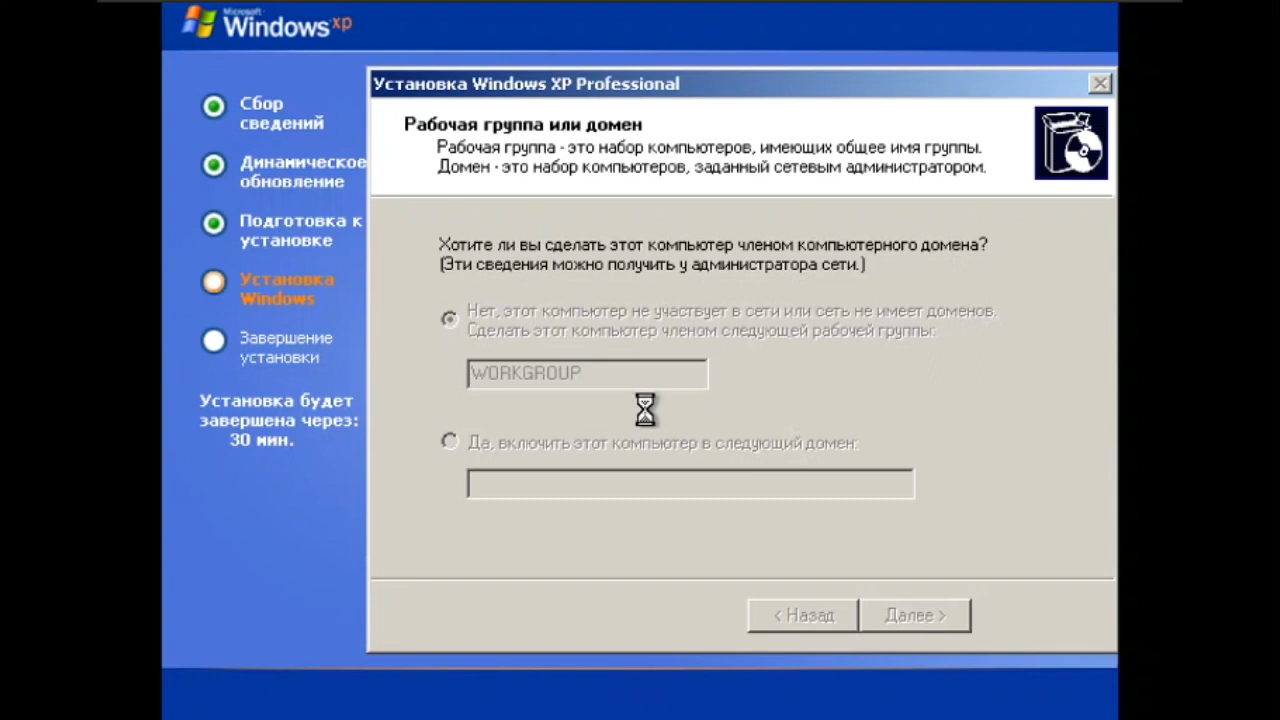 Microsoft
Windows xp
Сбор
сведений
Динамическое
обновление
Подготовка к
установке
Установка
Windows
Завершение
установки
Установка будет
завершена через:
30 мин.
Установка Windows XP Professional
Рабочая группа или домен
Рабочая группа - это набор компьютеров, имеющих общее имя группы.
Домен - это набор компьютеров, заданный сетевым администратором.
Хотите ли вы сделать этот компьютер членом компьютерного домена?
(Эти сведения можно получить у администратора сети.)
Нет, этот компьютер не участвует в сети или сеть не имеет доменов.
Сделать этот компьютер членом следующей рабочей группы:
WORKGROUP
Да, включить этот компьютер в следующий домен:
< Назад
Далее >